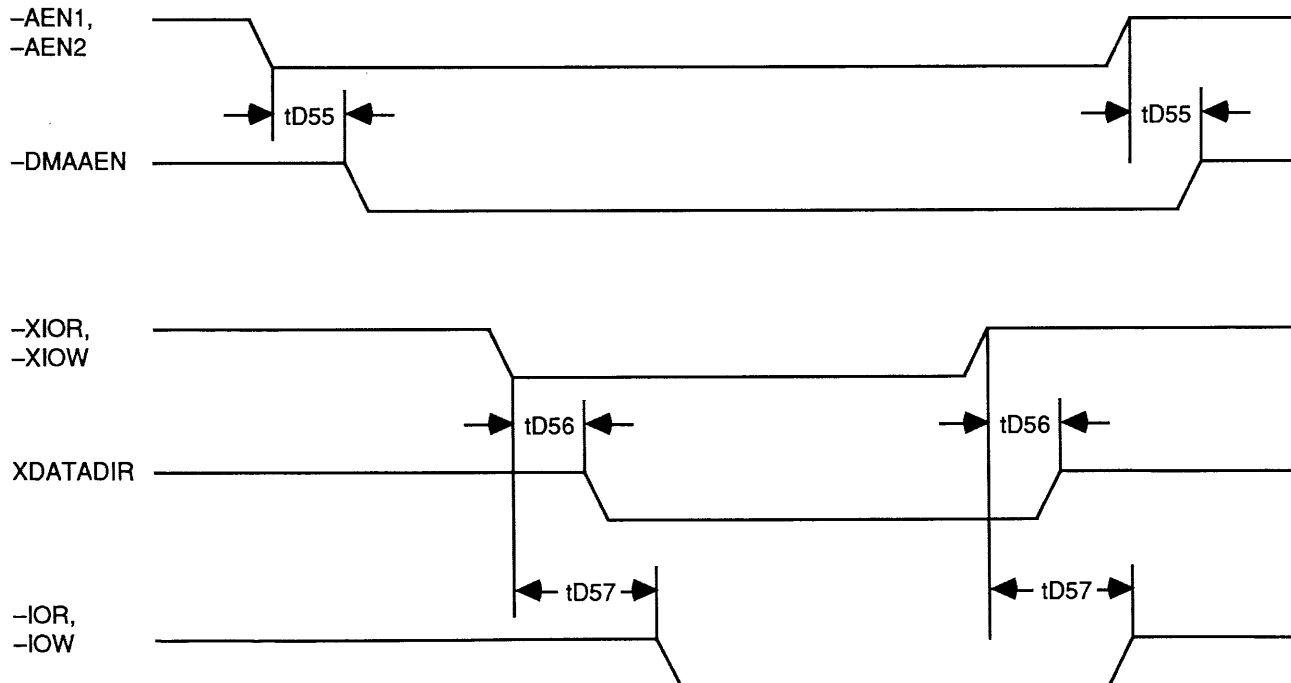 –AEN1,
–AEN2
tD55
tD55
–DMAAEN
–XIOR,
–XIOW
tD56
tD56
XDATADIR
tD57
tD57
–IOR,
–IOW